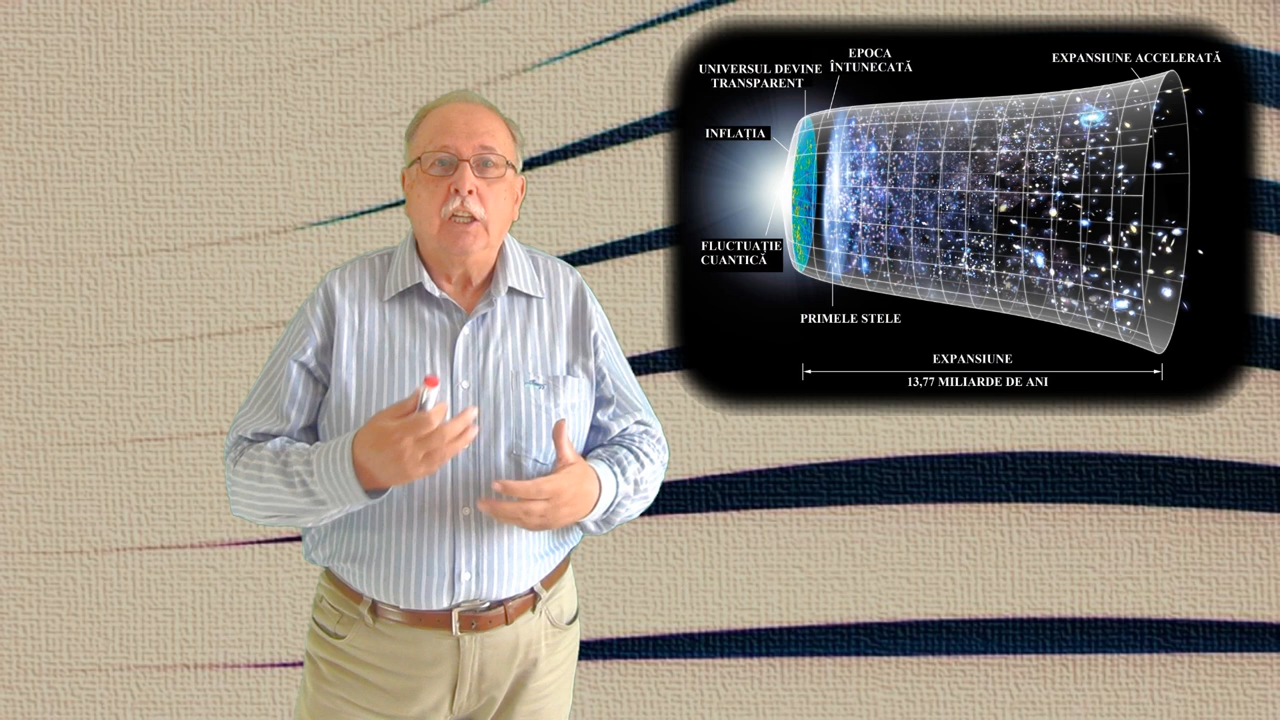 EPOCA
ÎNTUNECATĂ
UNIVERSUL DEVINE
TRANSPARENT
EXPANSIUNE ACCELERATĂ
INFLAȚIA
FLUCTUAȚIE
CUANTICĂ
PRIMELE STELE
EXPANSIUNE
13,77 MILIARDE DE ANI